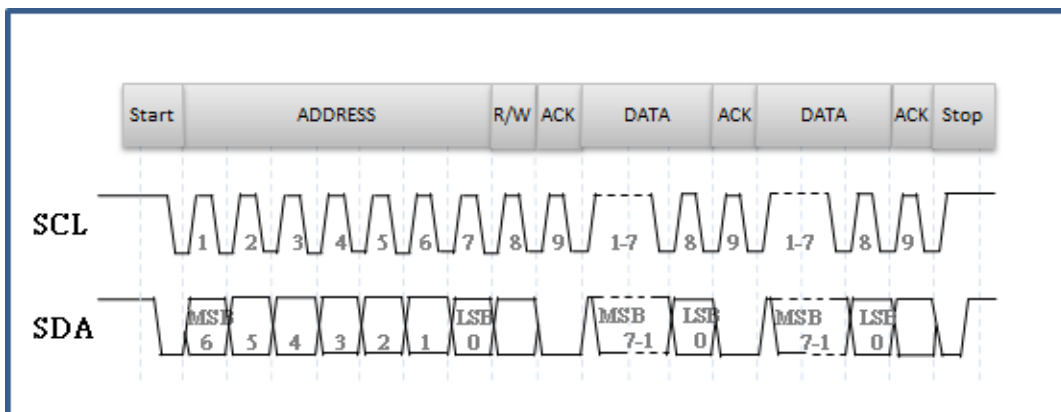 Start ADDRESS R/W ACK DATA ACK DATA ACK Stop
SCL
1 2 3 4 5 6 7 8 9 1-7 8 9 1-7 8 9
SDA
MSB LSB MSB LSB MSB LSB
6 5 4 3 2 1 0 7-1 0 7-1 0